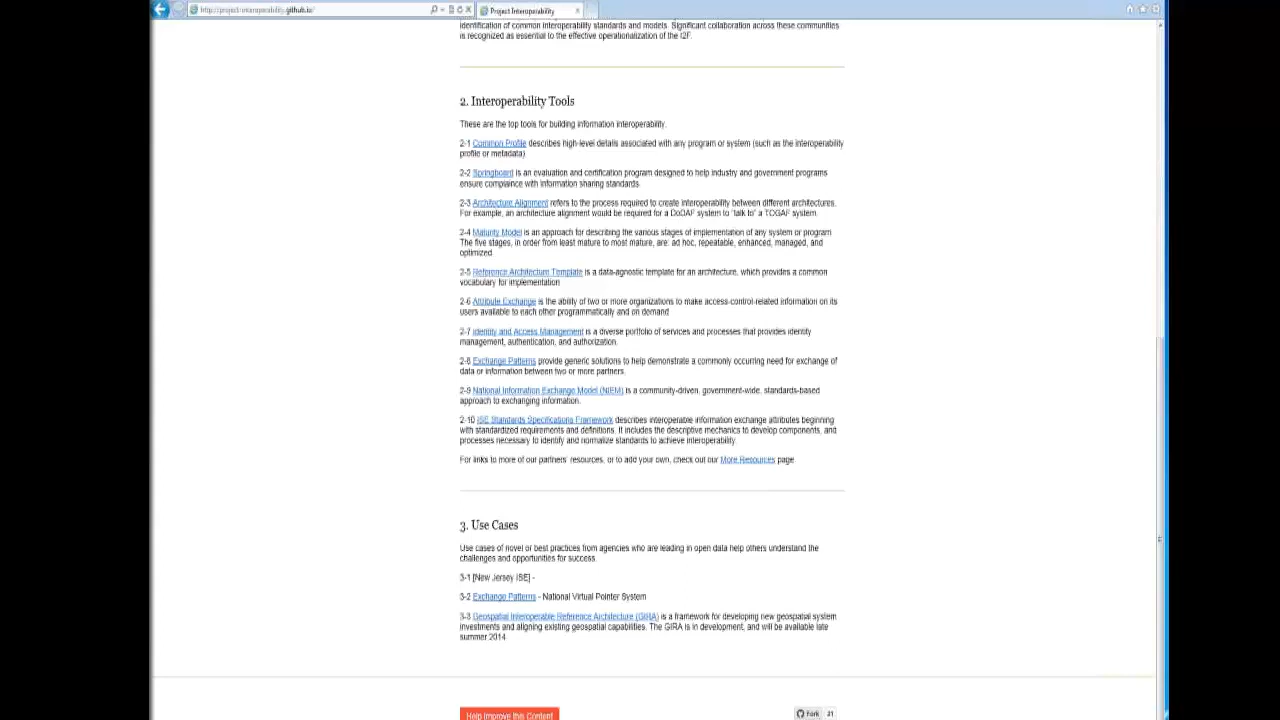 http://project-interoperability.github.io/
Project Interoperability
identification of common interoperability standards and models. Significant collaboration across these communities
is recognized as essential to the effective operationalization of the I2F.
2. Interoperability Tools
These are the top tools for building information interoperability.
2-1 Common Profile describes high-level details associated with any program or system (such as the interoperability
profile or metadata)
2-2 Springboard is an evaluation and certification program designed to help industry and government programs
ensure compliance with information sharing standards.
2-3 Architecture Alignment refers to the process required to create interoperability between different architectures.
For example, an architecture alignment would be required for a DoDAF system to "talk to" a TOGAF system.
2-4 Maturity Model is an approach for describing the various stages of implementation of any system or program
The five stages, in order from least mature to most mature, are: ad hoc, repeatable, enhanced, managed, and
optimized.
2-5 Reference Architecture Template is a data-agnostic template for an architecture, which provides a common
vocabulary for implementation
2-6 Attribute Exchange is the ability of two or more organizations to make access-control-related information on its
users available to each other programmatically and on demand
2-7 Identity and Access Management is a diverse portfolio of services and processes that provides identity
management, authentication, and authorization.
2-8 Exchange Patterns provide generic solutions to help demonstrate a commonly occurring need for exchange of
data or information between two or more partners.
2-9 National Information Exchange Model (NIEM) is a community-driven, government-wide, standards-based
approach to exchanging information.
2-10 ISE Standards Specifications Framework describes interoperable information exchange attributes beginning
with standardized requirements and definitions. It includes the descriptive mechanics to develop components, and
processes necessary to identify and normalize standards to achieve interoperability.
For links to more of our partners' resources, or to add your own, check out our More Resources page.
3. Use Cases
Use cases of novel or best practices from agencies who are leading in open data help others understand the
challenges and opportunities for success.
3-1 [New Jersey ISE] -
3-2 Exchange Patterns - National Virtual Pointer System
3-3 Geospatial Interoperable Reference Architecture (GIRA) is a framework for developing new geospatial system
investments and aligning existing geospatial capabilities. The GIRA is in development, and will be available late
summer 2014
Help Improve this Content
Fork 31